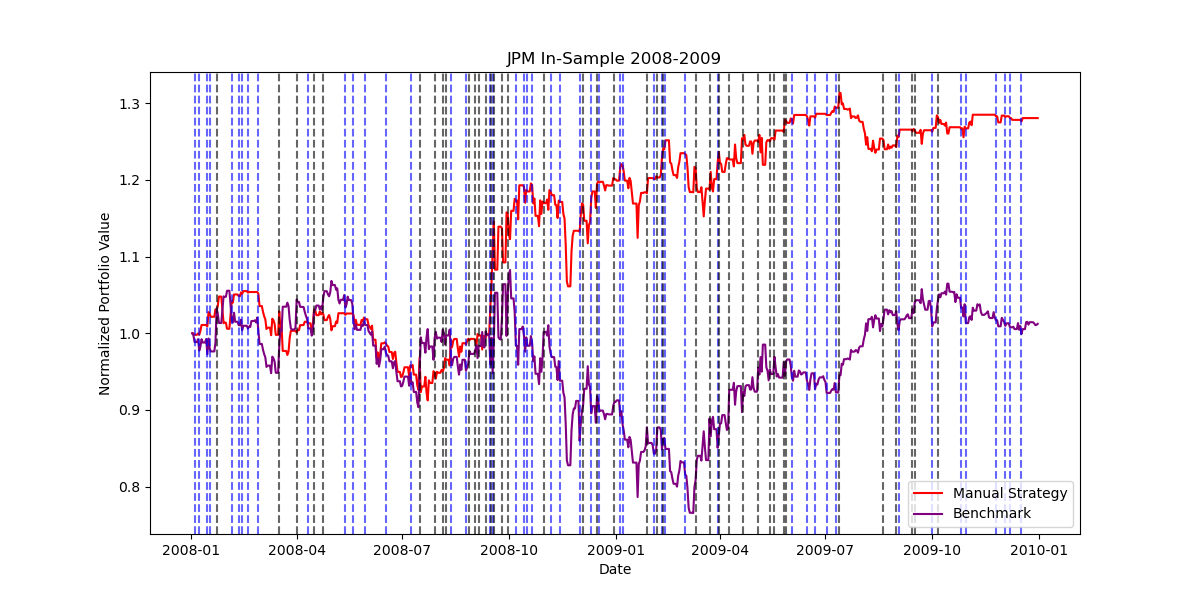 JPM In-Sample 2008-2009
Normalized Portfolio Value
1.3
1.2
1.1
1.0
0.9
0.8
Manual Strategy
Benchmark
2008-01 2008-04 2008-07 2008-10 2009-01 2009-04 2009-07 2009-10 2010-01
Date